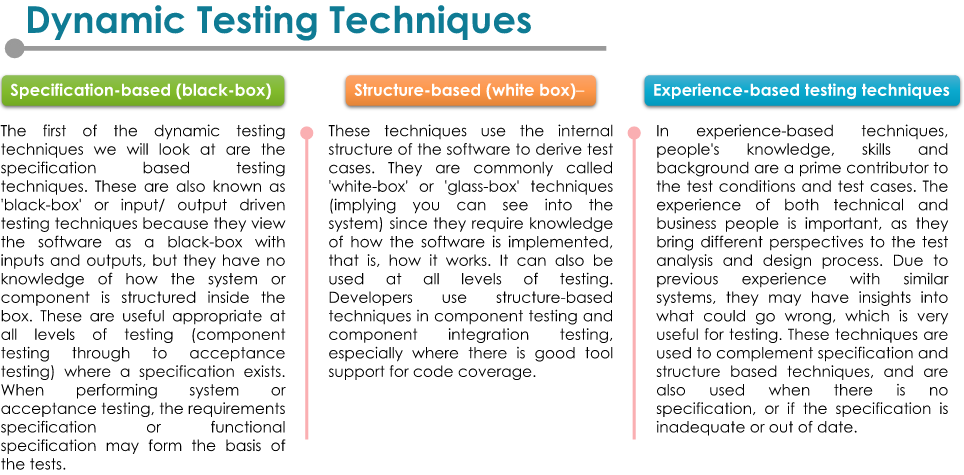 Dynamic Testing Techniques
Specification-based (black-box)
The first of the dynamic testing
techniques we will look at are the
specification based testing
techniques. These are also known as
'black-box' or input/ output driven
testing techniques because they view
the software as a black-box with
inputs and outputs, but they have no
knowledge of how the system or
component is structured inside the
box. These are useful appropriate at
all levels of testing (component
testing through to acceptance
testing) where a specification exists.
When performing system or
acceptance testing, the requirements
specification or functional
specification may form the basis of
the tests.
Structure-based (white box)–
These techniques use the internal
structure of the software to derive test
cases. They are commonly called
'white-box' or 'glass-box' techniques
(implying you can see into the
system) since they require knowledge
of how the software is implemented,
that is, how it works. It can also be
used at all levels of testing.
Developers use structure-based
techniques in component testing and
component integration testing,
especially where there is good tool
support for code coverage.
Experience-based testing techniques
In experience-based techniques,
people's knowledge, skills and
background are a prime contributor to
the test conditions and test cases. The
experience of both technical and
business people is important, as they
bring different perspectives to the test
analysis and design process. Due to
previous experience with similar
systems, they may have insights into
what could go wrong, which is very
useful for testing. These techniques are
used to complement specification and
structure based techniques, and are
also used when there is no
specification, or if the specification is
inadequate or out of date.